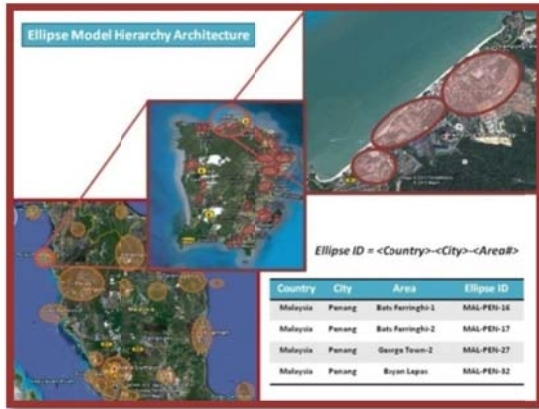 Ellipse Model Hierarchy Architecture
Ellipse ID = <Country>-<City>-<Area#>
Country City Area Ellipse ID
Malaysia Penang Batu Ferringhi-1 MAL-PEN-16
Malaysia Penang Batu Ferringhi-2 MAL-PEN-17
Malaysia Penang George Town-2 MAL-PEN-27
Malaysia Penang Bayan Lepas MAL-PEN-32